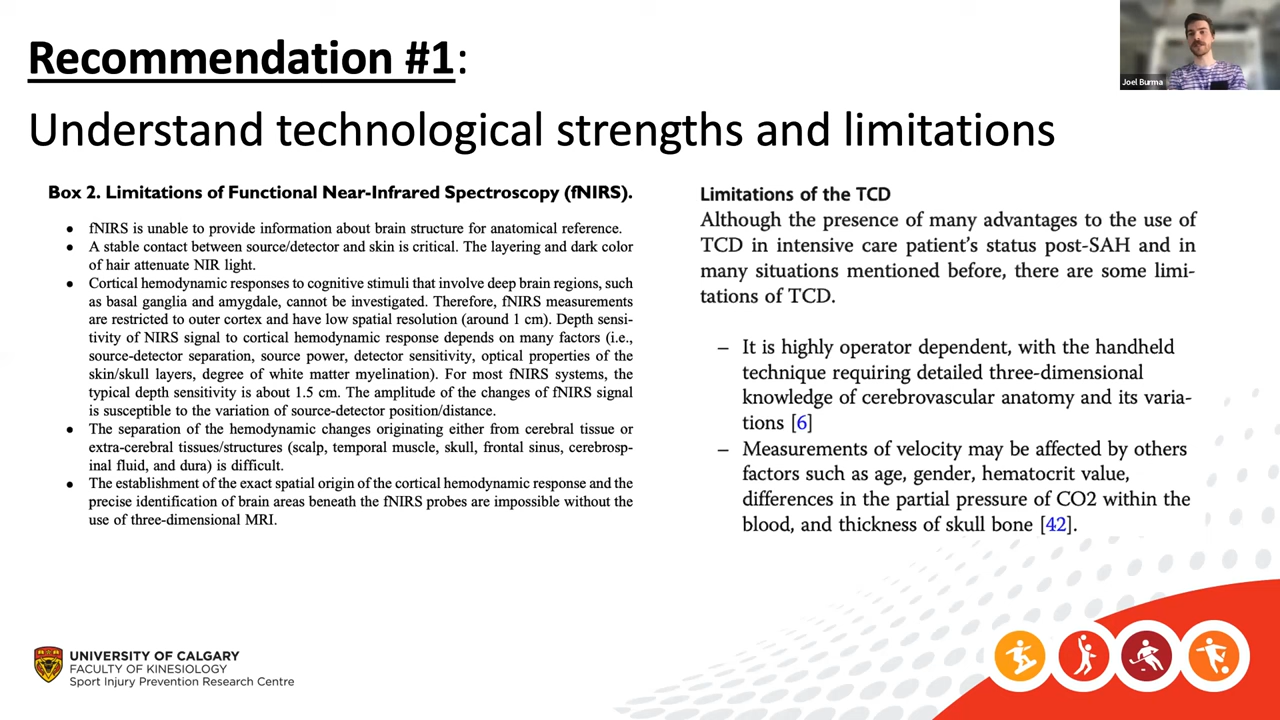 Recommendation #1:
Understand technological strengths and limitations
Joel Burma
Box 2. Limitations of Functional Near-Infrared Spectroscopy (fNIRS).
● fNIRS is unable to provide information about brain structure for anatomical reference.
● A stable contact between source/detector and skin is critical. The layering and dark color
of hair attenuate NIR light.
● Cortical hemodynamic responses to cognitive stimuli that involve deep brain regions, such
as basal ganglia and amygdale, cannot be investigated. Therefore, fNIRS measurements
are restricted to outer cortex and have low spatial resolution (around 1 cm). Depth sensi-
tivity of NIRS signal to cortical hemodynamic response depends on many factors (i.e.,
source-detector separation, source power, detector sensitivity, optical properties of the
skin/skull layers, degree of white matter myelination). For most fNIRS systems, the
typical depth sensitivity is about 1.5 cm. The amplitude of the changes of fNIRS signal
is susceptible to the variation of source-detector position/distance.
● The separation of the hemodynamic changes originating either from cerebral tissue or
extra-cerebral tissues/structures (scalp, temporal muscle, skull, frontal sinus, cerebrosp-
inal fluid, and dura) is difficult.
● The establishment of the exact spatial origin of the cortical hemodynamic response and the
precise identification of brain areas beneath the fNIRS probes are impossible without the
use of three-dimensional MRI.
Limitations of the TCD
Although the presence of many advantages to the use of
TCD in intensive care patient's status post-SAH and in
many situations mentioned before, there are some limi-
tations of TCD.
– It is highly operator dependent, with the handheld
technique requiring detailed three-dimensional
knowledge of cerebrovascular anatomy and its varia-
tions [6]
– Measurements of velocity may be affected by others
factors such as age, gender, hematocrit value,
differences in the partial pressure of CO2 within the
blood, and thickness of skull bone [42].
UNIVERSITY OF CALGARY
FACULTY OF KINESIOLOGY
Sport Injury Prevention Research Centre